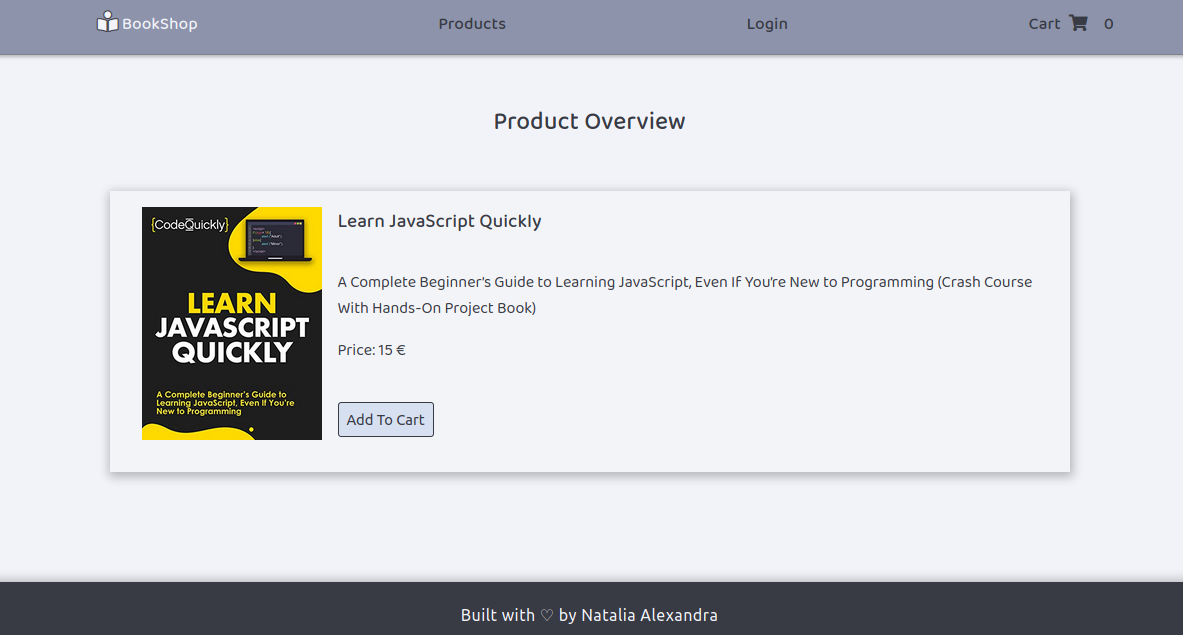 BookShop
Products
Login
Cart 0
Product Overview
{CodeQuickly}
LEARN
JAVASCRIPT
QUICKLY
A Complete Beginner's Guide to
Learning JavaScript, Even If You're
New to Programming
Learn JavaScript Quickly
A Complete Beginner's Guide to Learning JavaScript, Even If You're New to Programming (Crash Course
With Hands-On Project Book)
Price: 15 €
Add To Cart
Built with ♡ by Natalia Alexandra